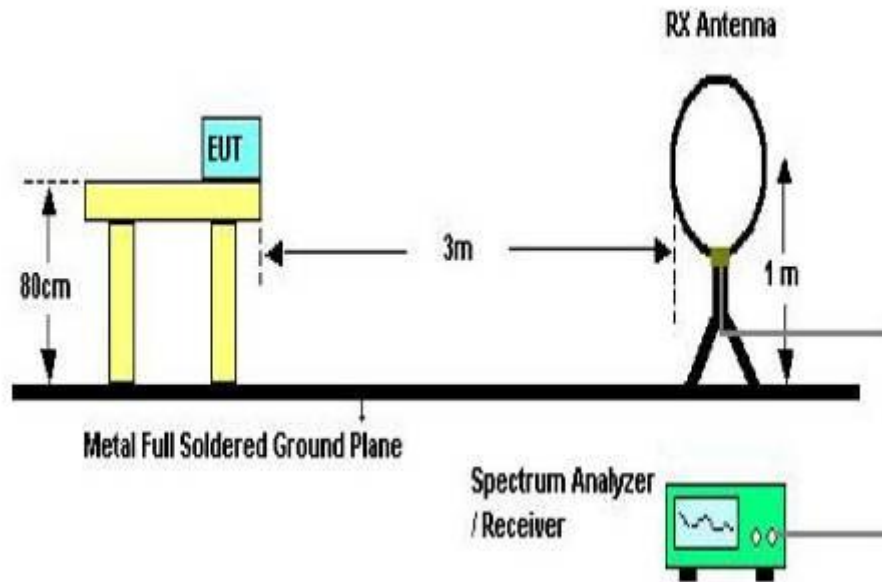 RX Antenna
EUT
3m
80cm
1 m
Metal Full Soldered Ground Plane
Spectrum Analyzer
/ Receiver